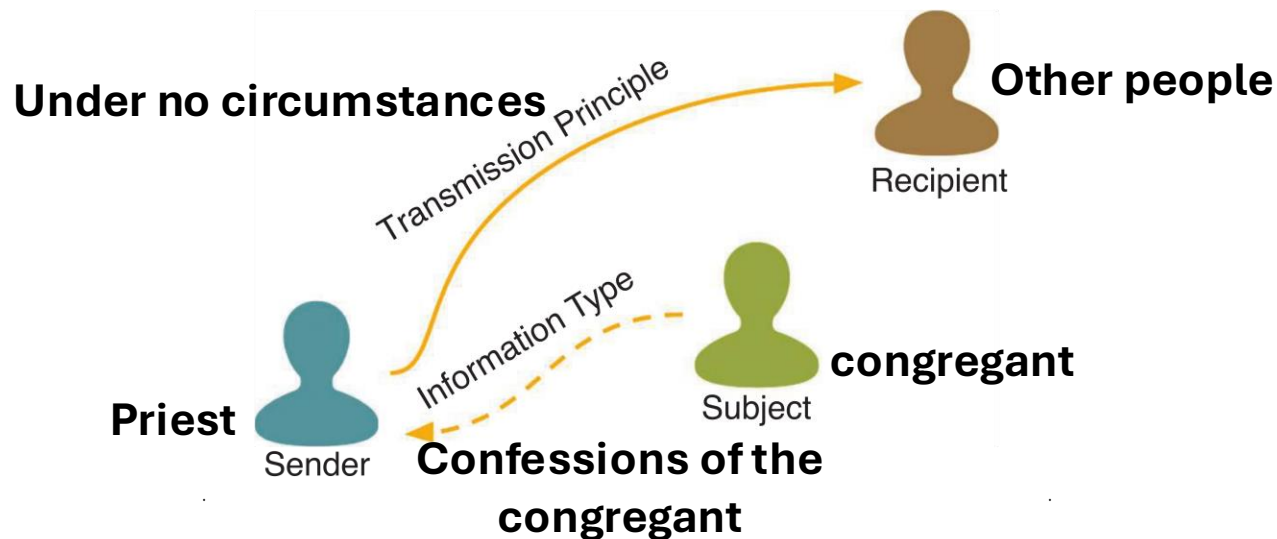 Under no circumstances
Transmission Principle
Other people
Recipient
Information Type
congregant
Subject
Priest
Sender
Confessions of the
congregant